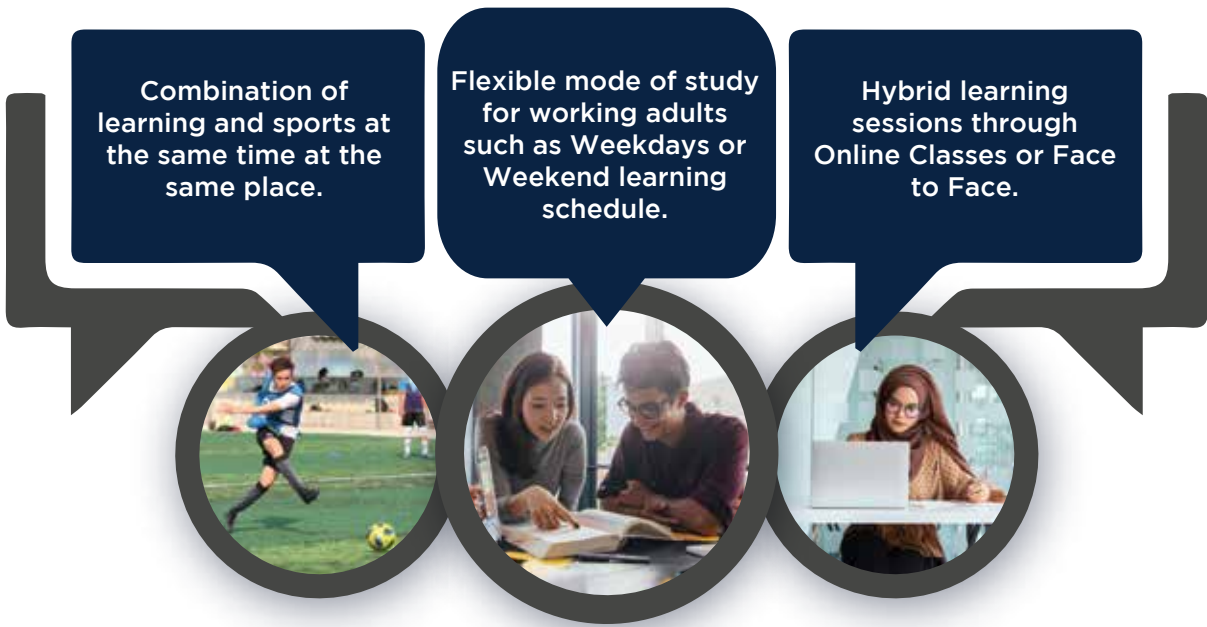 Combination of
learning and sports at
the same time at the
same place.
Flexible mode of study
for working adults
such as Weekdays or
Weekend learning
schedule.
Hybrid learning
sessions through
Online Classes or Face
to Face.